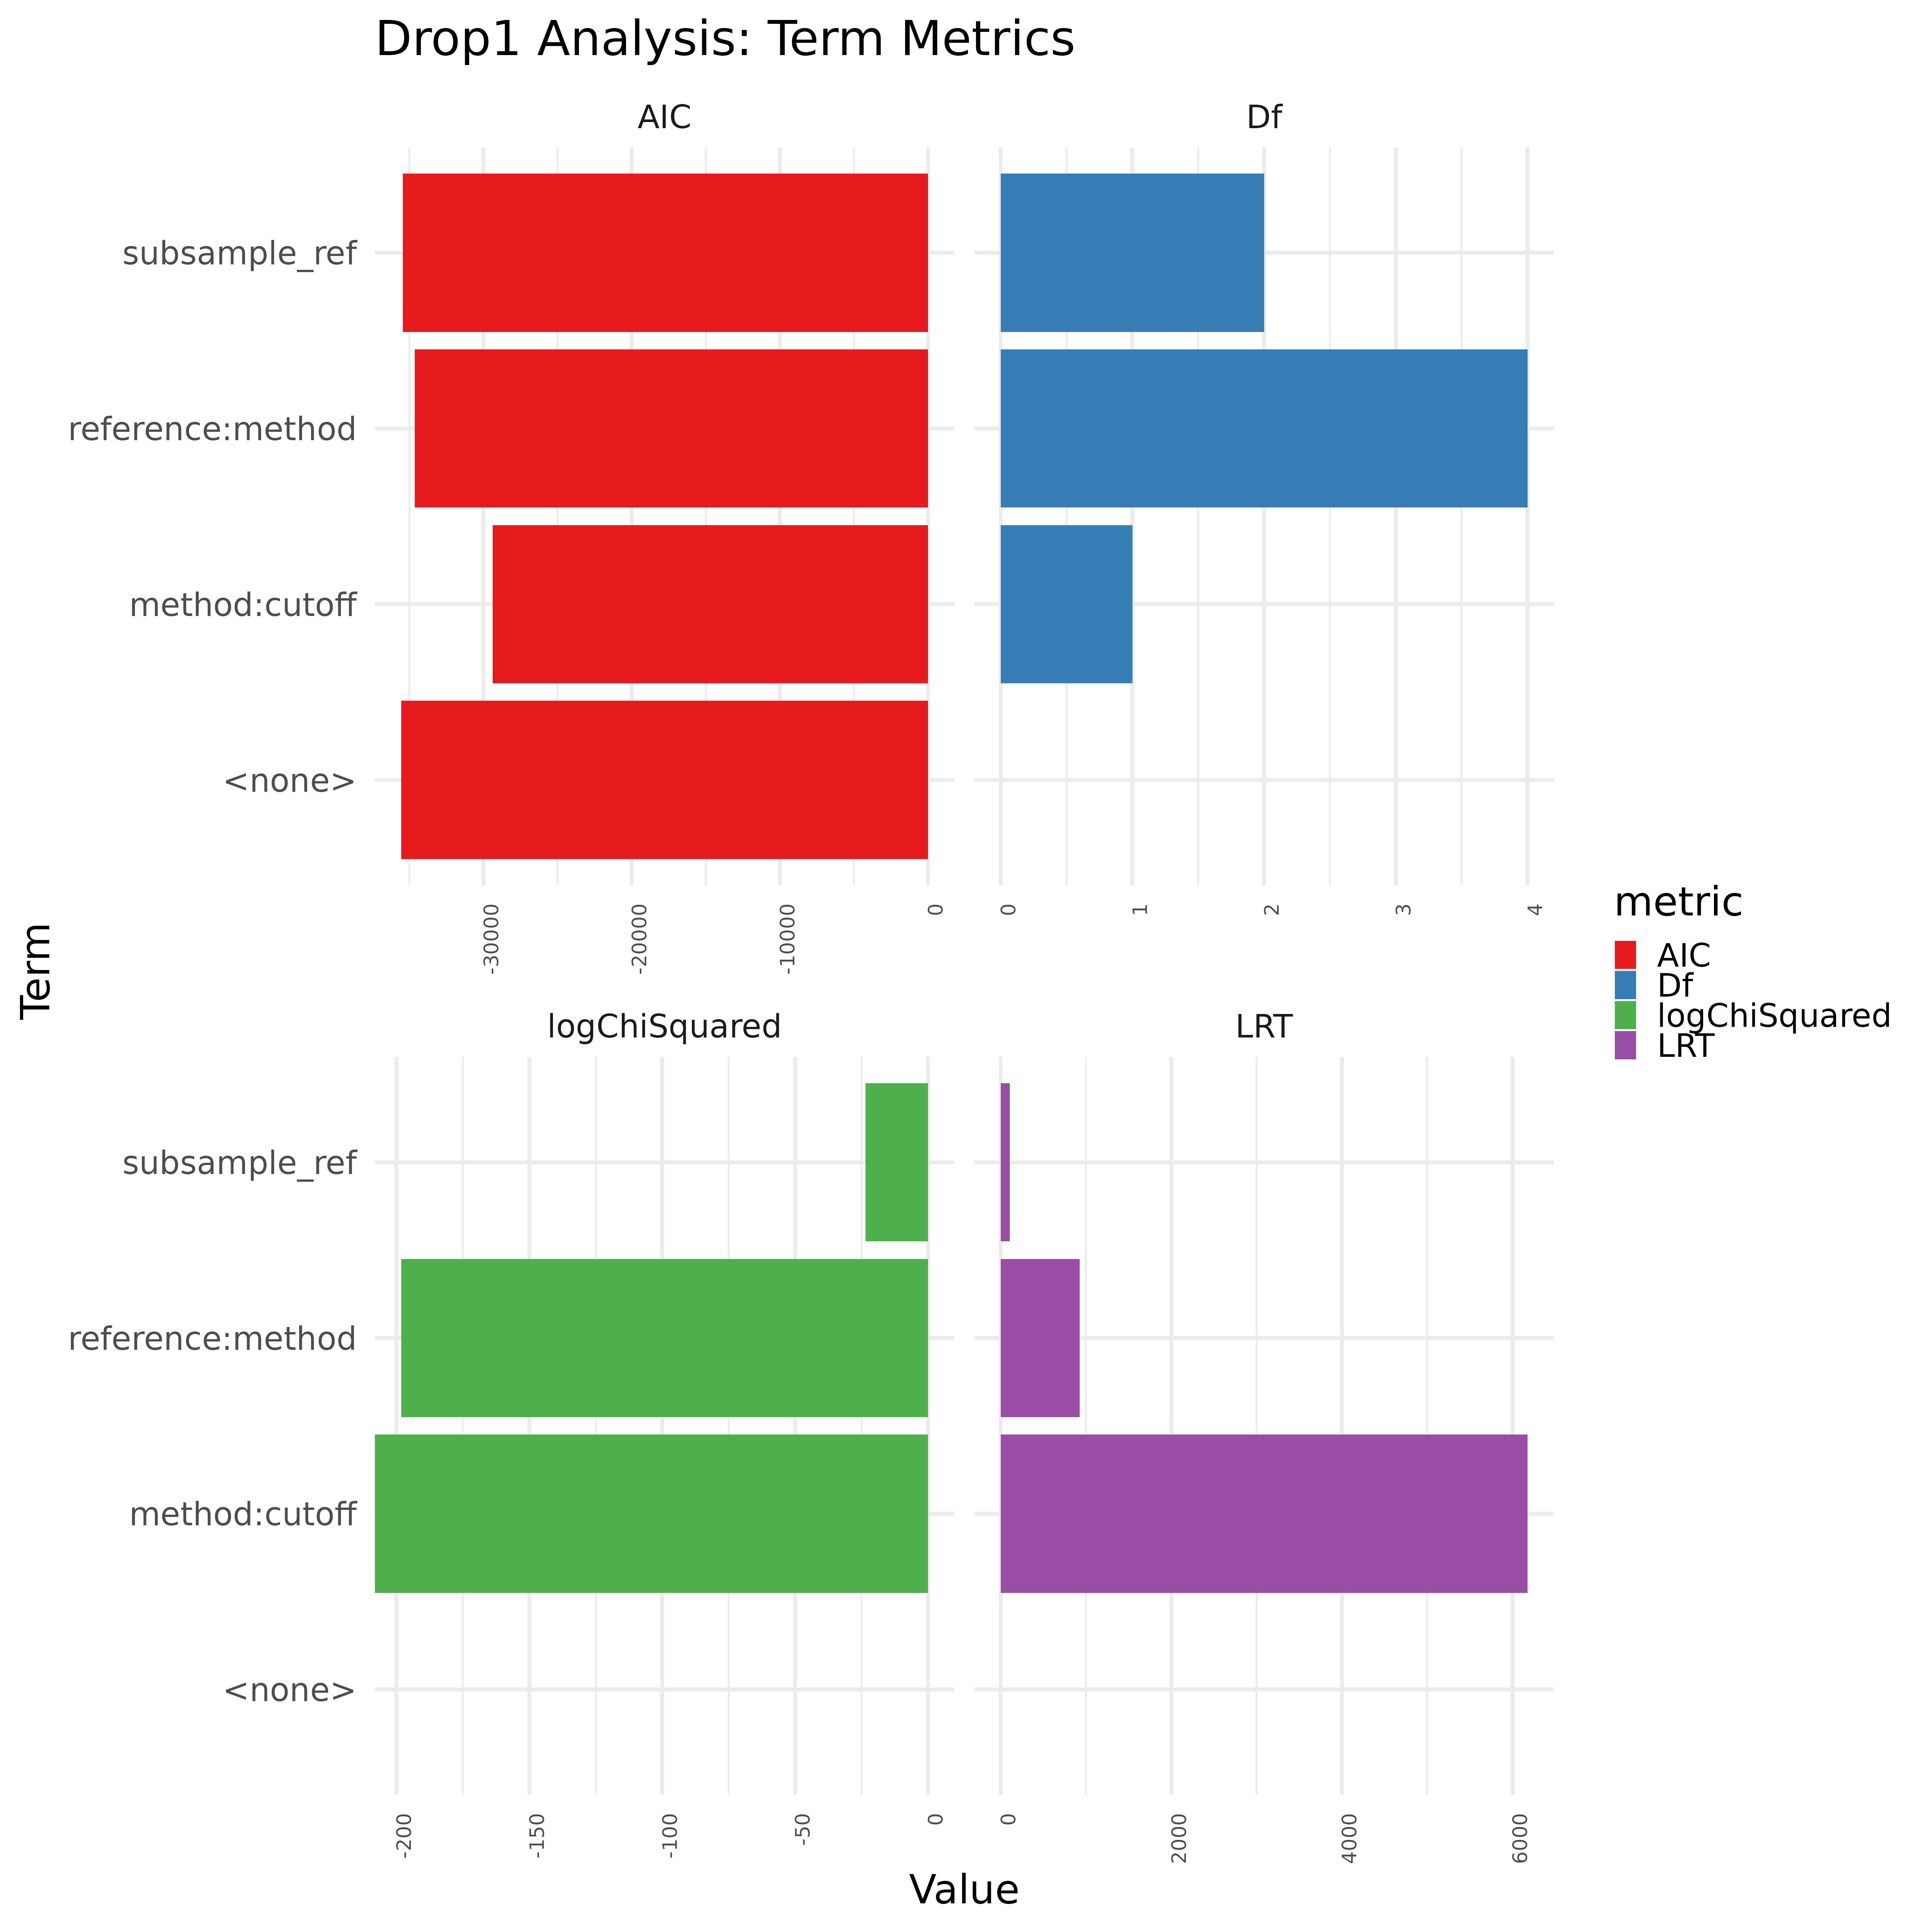 Drop1 Analysis: Term Metrics
AIC
Df
subsample_ref
reference:method
method:cutoff
<none>
-30000
-20000
-10000
0
0
1
2
3
4
Term
logChiSquared
LRT
subsample_ref
reference:method
method:cutoff
<none>
-200
-150
-100
-50
0
0
2000
4000
6000
Value
metric
AIC
Df
logChiSquared
LRT